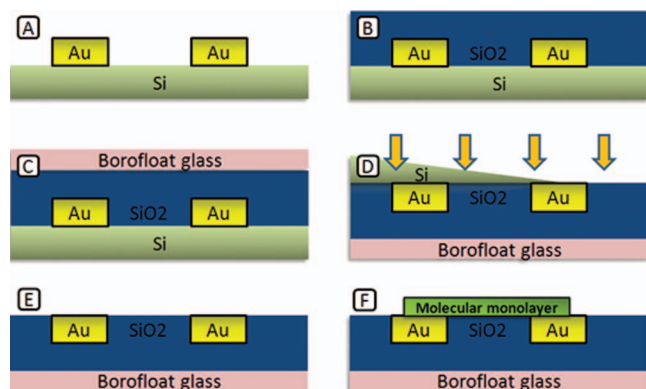 A
Au Au
Si
B
Au SiO2 Au
Si
C
Borofloat glass
Au SiO2 Au
Si
D
Si
Au SiO2 Au
Borofloat glass
E
Au SiO2 Au
Borofloat glass
F
Molecular monolayer
Au SiO2 Au
Borofloat glass